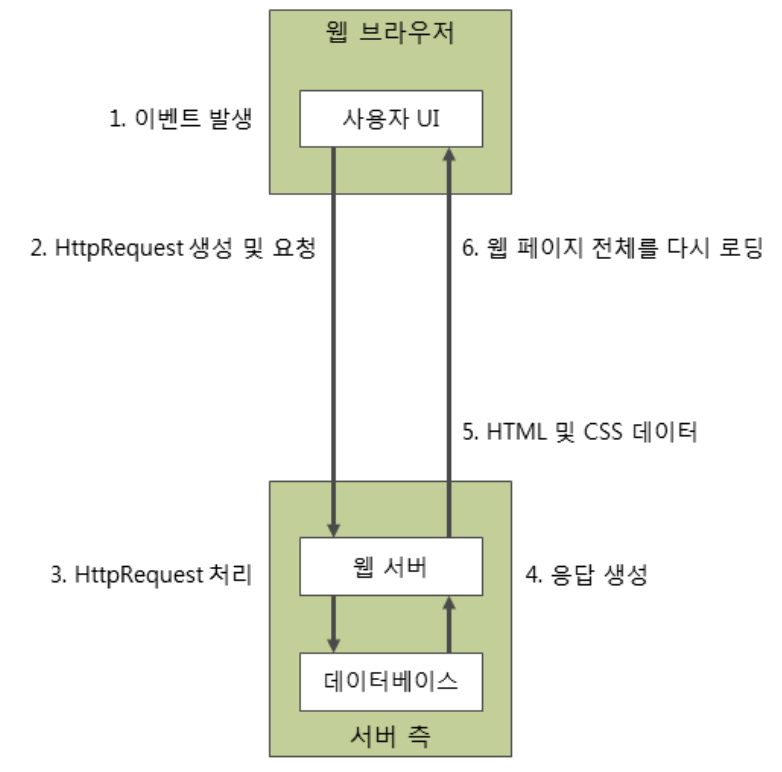 웹 브라우저
1. 이벤트 발생
사용자 UI
2. HttpRequest 생성 및 요청
6. 웹 페이지 전체를 다시 로딩
5. HTML 및 CSS 데이터
3. HttpRequest 처리
웹 서버
4. 응답 생성
데이터베이스
서버 측